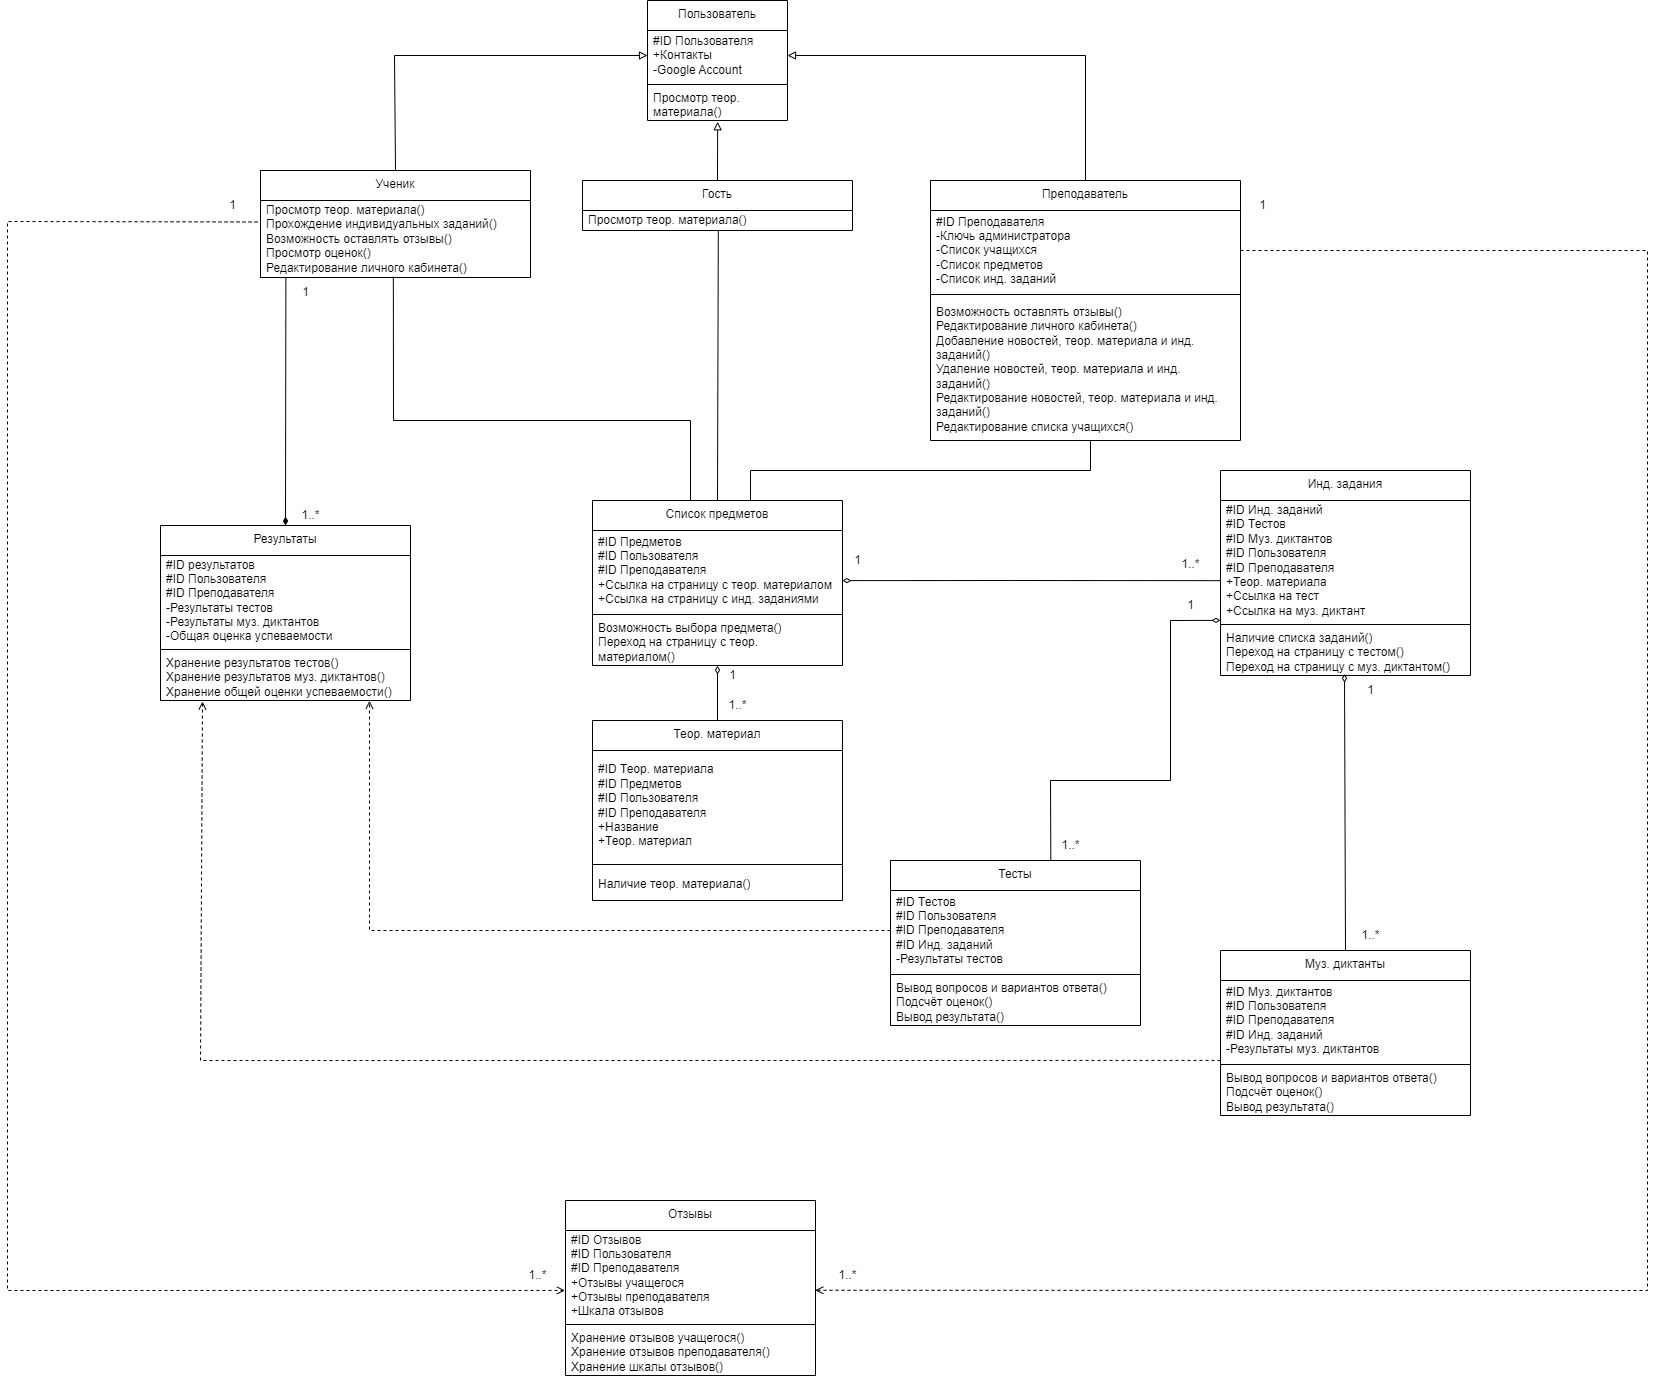 Пользователь
#ID Пользователя
+Контакты
-Google Account
Просмотр теор.
материала()
Ученик
Просмотр теор. материала()
Прохождение индивидуальных заданий()
Возможность оставлять отзывы()
Просмотр оценок()
Редактирование личного кабинета()
1
1
Гость
Просмотр теор. материала()
Преподаватель
#ID Преподавателя
-Ключь администратора
-Список учащихся
-Список предметов
-Список инд. заданий
Возможность оставлять отзывы()
Редактирование личного кабинета()
Добавление новостей, теор. материала и инд.
заданий()
Удаление новостей, теор. материала и инд.
заданий()
Редактирование новостей, теор. материала и инд.
заданий()
Редактирование списка учащихся()
1
1..*
Результаты
#ID результатов
#ID Пользователя
#ID Преподавателя
-Результаты тестов
-Результаты муз. диктантов
-Общая оценка успеваемости
Хранение результатов тестов()
Хранение результатов муз. диктантов()
Хранение общей оценки успеваемости()
Список предметов
#ID Предметов
#ID Пользователя
#ID Преподавателя
+Ссылка на страницу с теор. материалом
+Ссылка на страницу с инд. заданиями
Возможность выбора предмета()
Переход на страницу с теор.
материалом()
1
1..*
1
1..*
Инд. задания
#ID Инд. заданий
#ID Тестов
#ID Муз. диктантов
#ID Пользователя
#ID Преподавателя
+Теор. материала
+Ссылка на тест
+Ссылка на муз. диктант
Наличие списка заданий()
Переход на страницу с тестом()
Переход на страницу с муз. диктантом()
1
1
Теор. материал
#ID Теор. материала
#ID Предметов
#ID Пользователя
#ID Преподавателя
+Название
+Теор. материал
Наличие теор. материала()
1..*
Тесты
#ID Тестов
#ID Пользователя
#ID Преподавателя
#ID Инд. заданий
-Результаты тестов
Вывод вопросов и вариантов ответа()
Подсчёт оценок()
Вывод результата()
1..*
Муз. диктанты
#ID Муз. диктантов
#ID Пользователя
#ID Преподавателя
#ID Инд. заданий
-Результаты муз. диктантов
Вывод вопросов и вариантов ответа()
Подсчёт оценок()
Вывод результата()
1..*
1..*
Отзывы
#ID Отзывов
#ID Пользователя
#ID Преподавателя
+Отзывы учащегося
+Отзывы преподавателя
+Шкала отзывов
Хранение отзывов учащегося()
Хранение отзывов преподавателя()
Хранение шкалы отзывов()